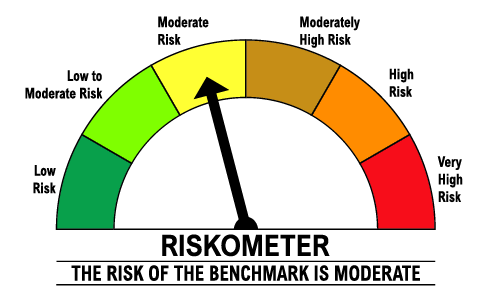 Moderate
Risk
Moderately
High Risk
Low to
Moderate Risk
High
Risk
Low
Risk
Very
High
Risk
RISKOMETER
THE RISK OF THE BENCHMARK IS MODERATE